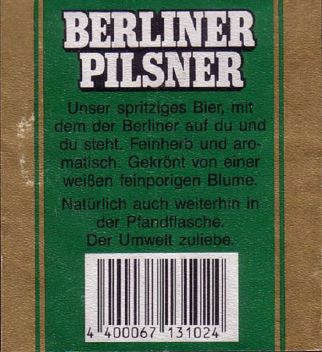 BERLINER
PILSNER
Unser spritziges Bier, mit
dem der Berliner auf du und
du steht. Feinherb und aro-
matisch. Gekrönt von einer
weißen feinporigen Blume.
Natürlich auch weiterhin in
der Pfandflasche.
Der Umwelt zuliebe.
4 400067 131024